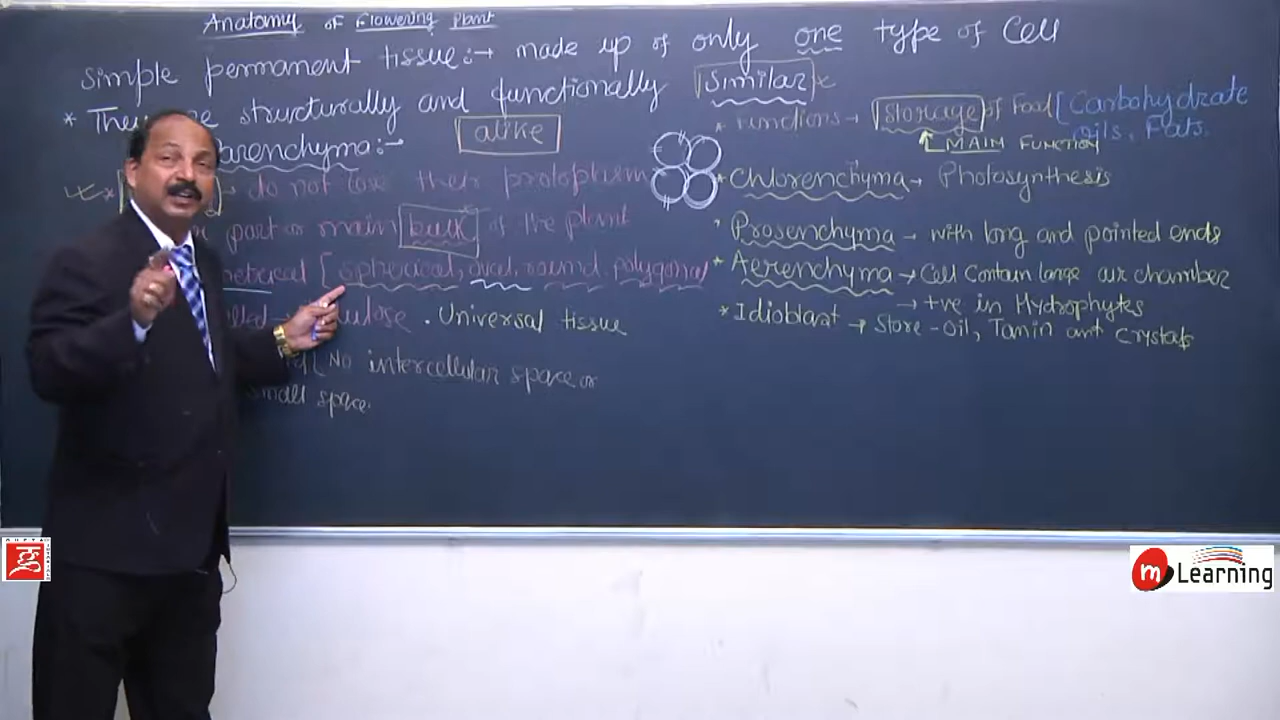 Anatomy of Flowering Plant
Simple permanent tissue:→ made up of only one type of Cell
* They are structurally and functionally Similar *
alike
arenchyma:→
do not lose their protoplasm
part or main bulk of the plant
metrical [spherical, oval, round, polygonal
ulose . Universal tissue
No intercellular space or
small space.
* Functions → Storage of Food [Carbohydrate
oils, Fats.
MAIN FUNCTION
* Chlorenchyma → Photosynthesis
* Prosenchyma → with long and pointed ends
* Aerenchyma → Cell Contain large air chamber
→ +ve in Hydrophytes
* Idioblant → Store-Oil, Tanin and Crystals
m Learning